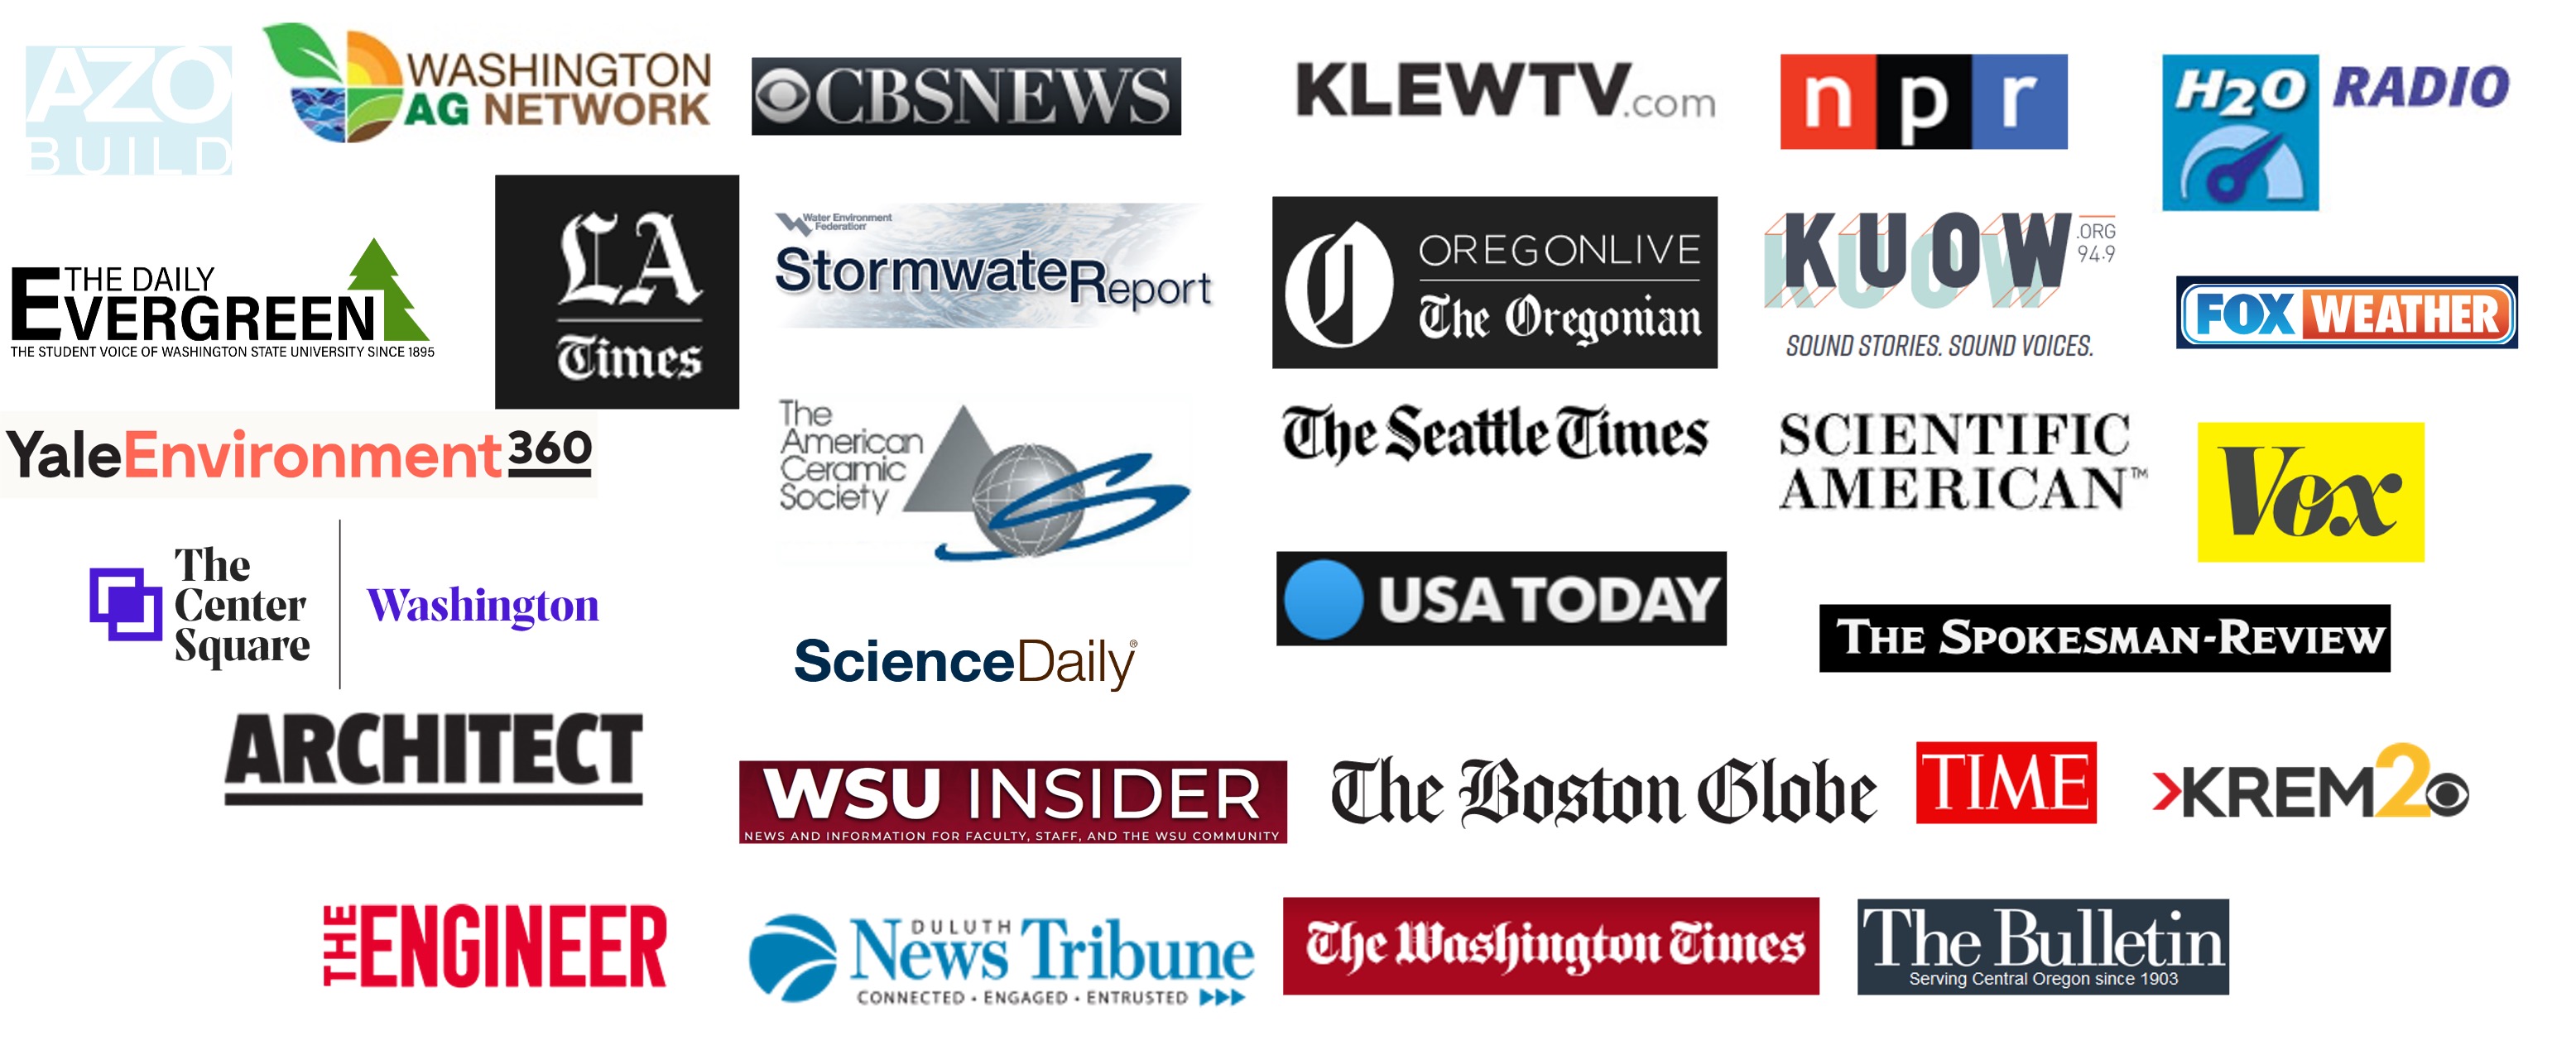 AZO
BUILD
WASHINGTON
AG NETWORK
CBSNEWS
KLEWTV.com
npr
H2O RADIO
THE DAILY
EVERGREEN
THE STUDENT VOICE OF WASHINGTON STATE UNIVERSITY SINCE 1895
LA
Times
Water Environment
Federation
StormwateReport
OREGONLIVE
The Oregonian
KUOW
.ORG
94.9
SOUND STORIES. SOUND VOICES.
FOX WEATHER
YaleEnvironment360
The
American
Ceramic
Society
The Seattle Times
SCIENTIFIC
AMERICAN™
Vox
The
Center
Square
Washington
ScienceDaily®
USA TODAY
THE SPOKESMAN-REVIEW
ARCHITECT
WSU INSIDER
NEWS AND INFORMATION FOR FACULTY, STAFF, AND THE WSU COMMUNITY
The Boston Globe
TIME
KREM2
THE ENGINEER
DULUTH
News Tribune
CONNECTED • ENGAGED • ENTRUSTED
The Washington Times
The Bulletin
Serving Central Oregon since 1903